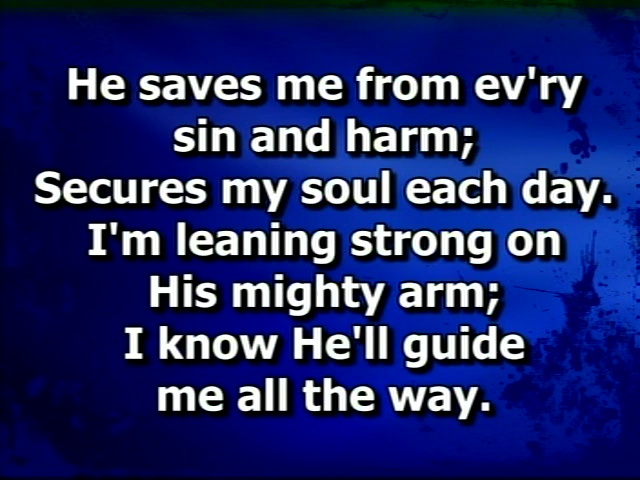 He saves me from ev'ry
sin and harm;
Secures my soul each day.
I'm leaning strong on
His mighty arm;
I know He'll guide
me all the way.